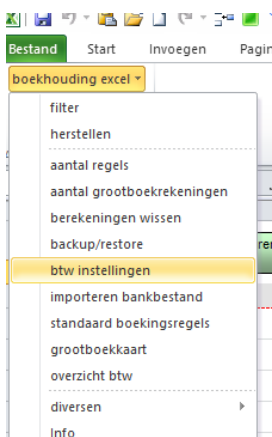 Bestand Start Invoegen
boekhouding excel
filter
herstellen
aantal regels
aantal grootboekrekeningen
berekeningen wissen
backup/restore
btw instellingen
importeren bankbestand
standaard boekingsregels
grootboekkaart
overzicht btw
diversen
Info